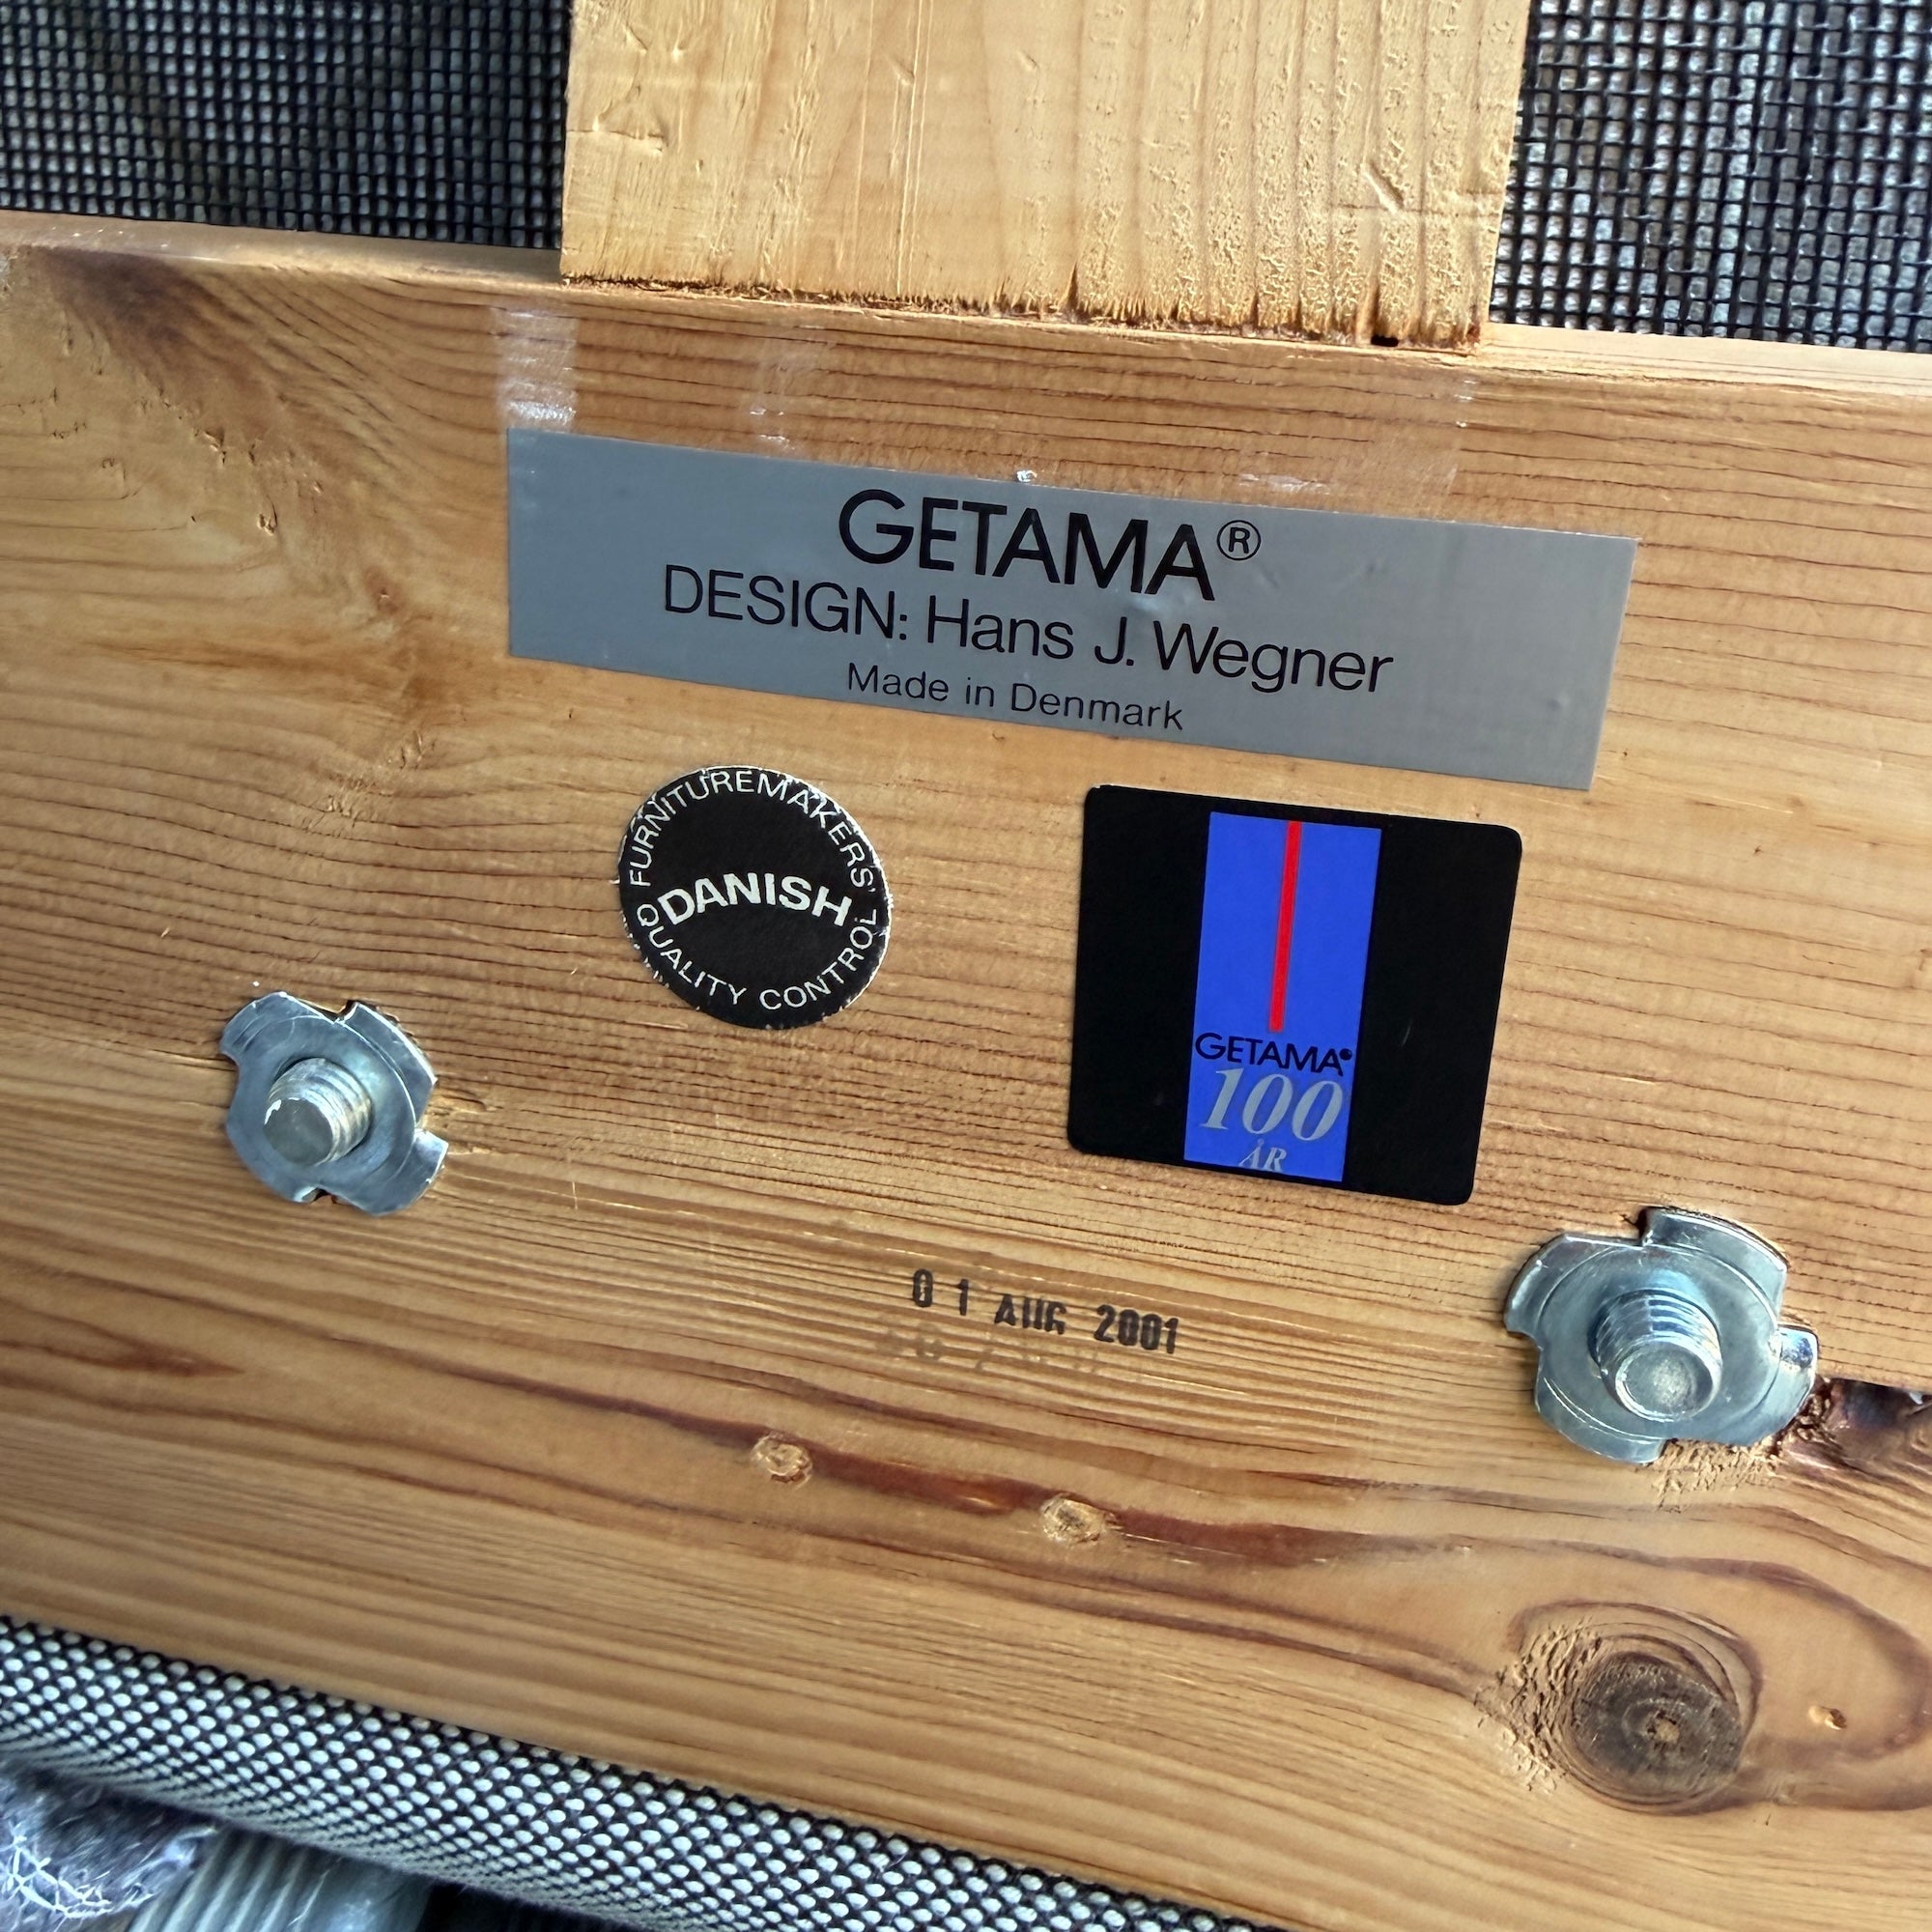 GETAMA®
DESIGN: Hans J. Wegner
Made in Denmark
FURNITUREMAKERS'
DANISH
QUALITY CONTROL
GETAMA®
100
ÅR
01 AUG 2001